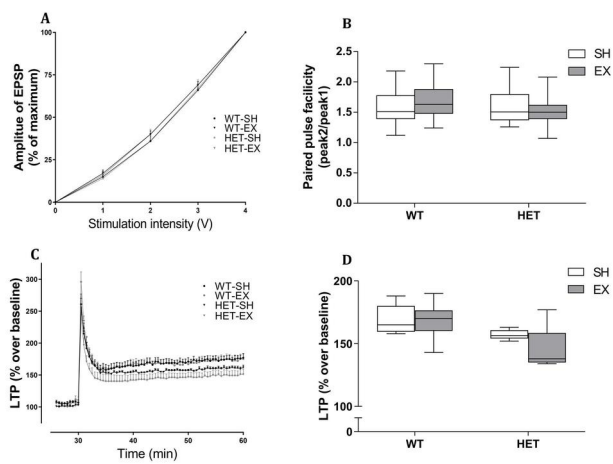 A
Amplitue of EPSP
(% of maximum)
100
75
50
25
0
0 1 2 3 4
Stimulation intensity (V)
WT-SH
WT-EX
HET-SH
HET-EX
B
Paired pulse facilicity
(peak2/peak1)
2.5
2.0
1.5
1.0
0.5
0.0
WT HET
SH
EX
C
LTP (% over baseline)
300
250
200
150
100
0 30 40 50 60
Time (min)
WT-SH
WT-EX
HET-SH
HET-EX
D
LTP (% over baseline)
200
150
100
0
WT HET
SH
EX